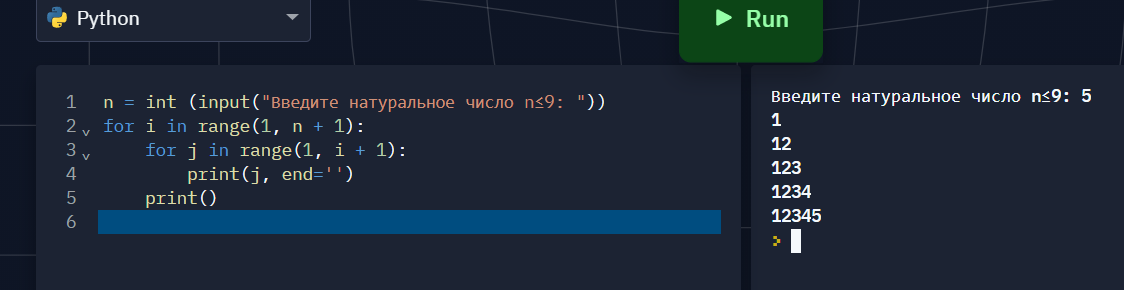 Python
Run
1 n = int (input("Введите натуральное число n≤9: "))
2 for i in range(1, n + 1):
3     for j in range(1, i + 1):
4         print(j, end='')
5     print()
6
Введите натуральное число n≤9: 5
1
12
123
1234
12345
>